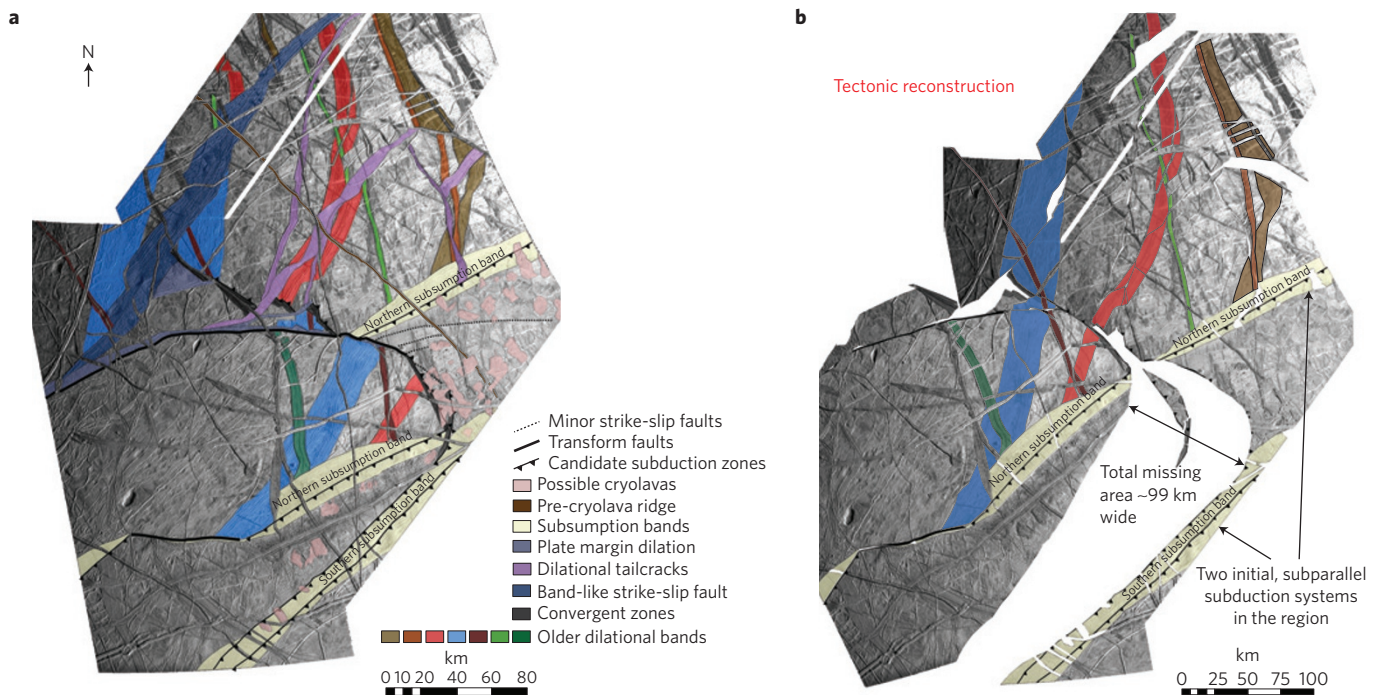 a
N
Northern subsumption band
Northern subsumption band
Southern subsumption band
Minor strike-slip faults
Transform faults
Candidate subduction zones
Possible cryolavas
Pre-cryolava ridge
Subsumption bands
Plate margin dilation
Dilational tailcracks
Band-like strike-slip fault
Convergent zones
Older dilational bands
km
0 10 20 40 60 80
b
Tectonic reconstruction
Northern subsumption band
Northern subsumption band
Southern subsumption band
Total missing
area ~99 km
wide
Two initial, subparallel
subduction systems
in the region
km
0 25 50 75 100